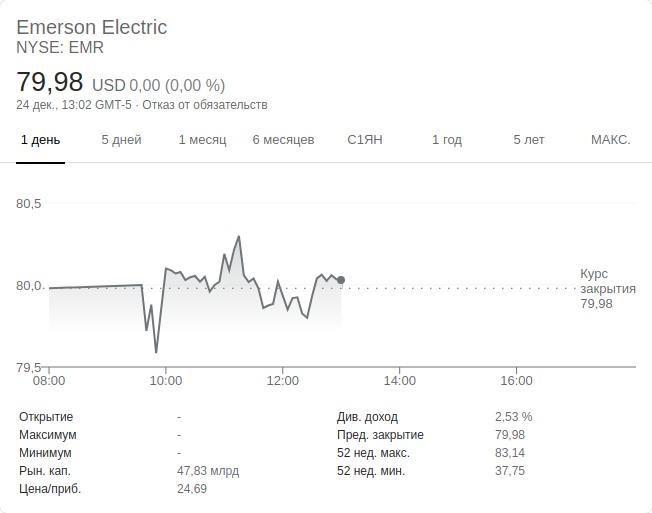 Emerson Electric
NYSE: EMR
79,98 USD 0,00 (0,00 %)
24 дек., 13:02 GMT-5 · Отказ от обязательств
1 день 5 дней 1 месяц 6 месяцев С1ЯН 1 год 5 лет МАКС.
80,5
80,0
79,5
Курс
закрытия
79,98
08:00 10:00 12:00 14:00 16:00
Открытие -
Максимум -
Минимум -
Рын. кап. 47,83 млрд
Цена/приб. 24,69
Див. доход 2,53 %
Пред. закрытие 79,98
52 нед. макс. 83,14
52 нед. мин. 37,75